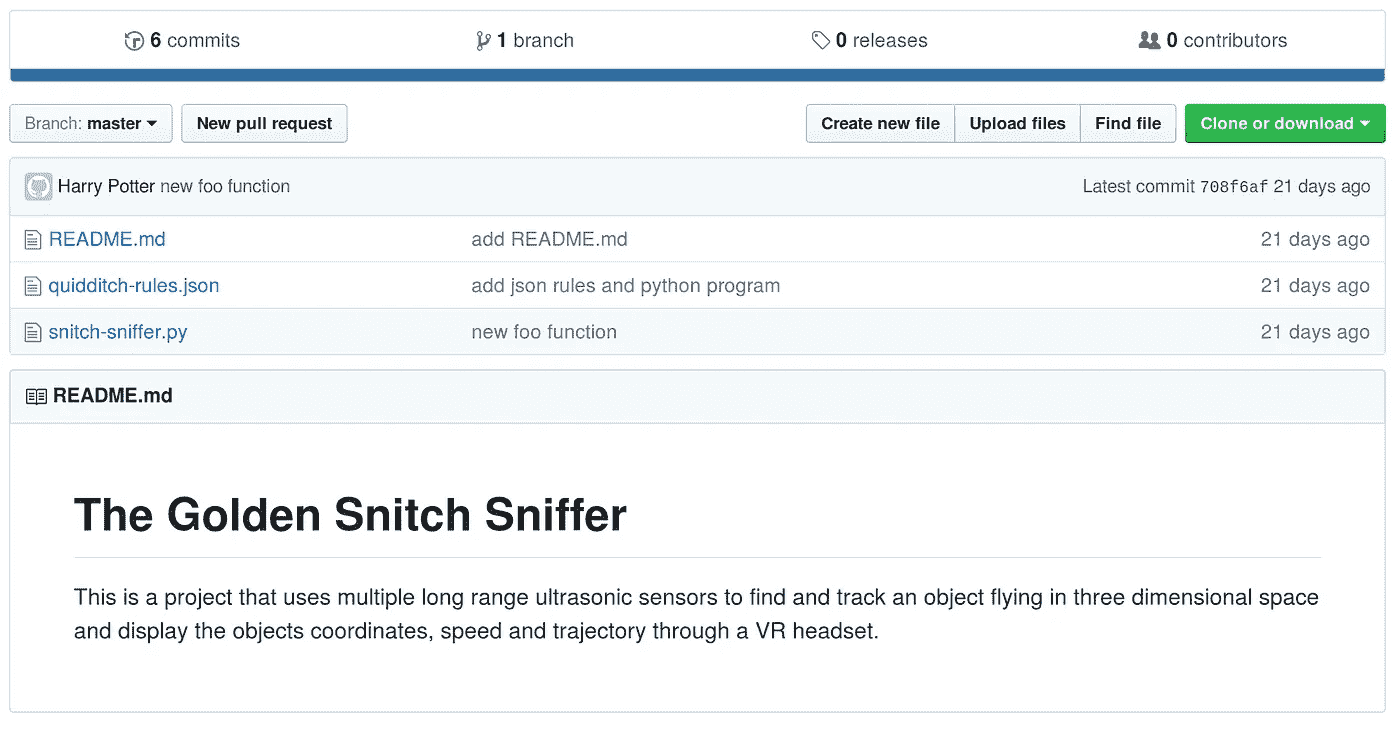 6 commits 1 branch 0 releases 0 contributors
Branch: master New pull request Create new file Upload files Find file Clone or download
Harry Potter new foo function Latest commit 708f6af 21 days ago
README.md add README.md 21 days ago
quidditch-rules.json add json rules and python program 21 days ago
snitch-sniffer.py new foo function 21 days ago
README.md
The Golden Snitch Sniffer
This is a project that uses multiple long range ultrasonic sensors to find and track an object flying in three dimensional space
and display the objects coordinates, speed and trajectory through a VR headset.